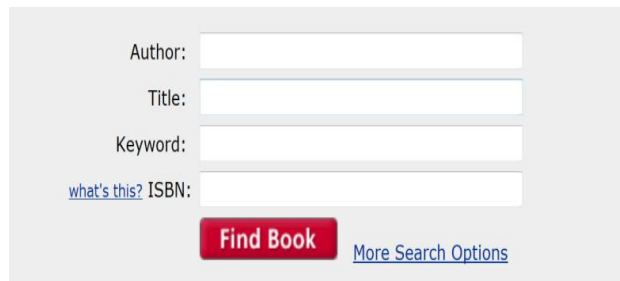 Author:
Title:
Keyword:
what's this? ISBN:
Find Book More Search Options